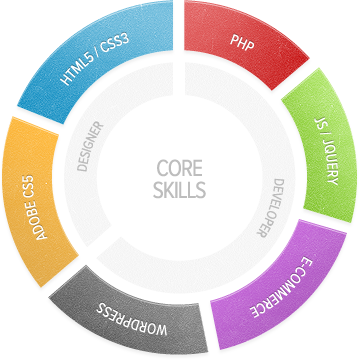 HTML5 / CSS3
PHP
JS / JQUERY
E-COMMERCE
WORDPRESS
ADOBE CS5
DESIGNER
DEVELOPER
CORE
SKILLS